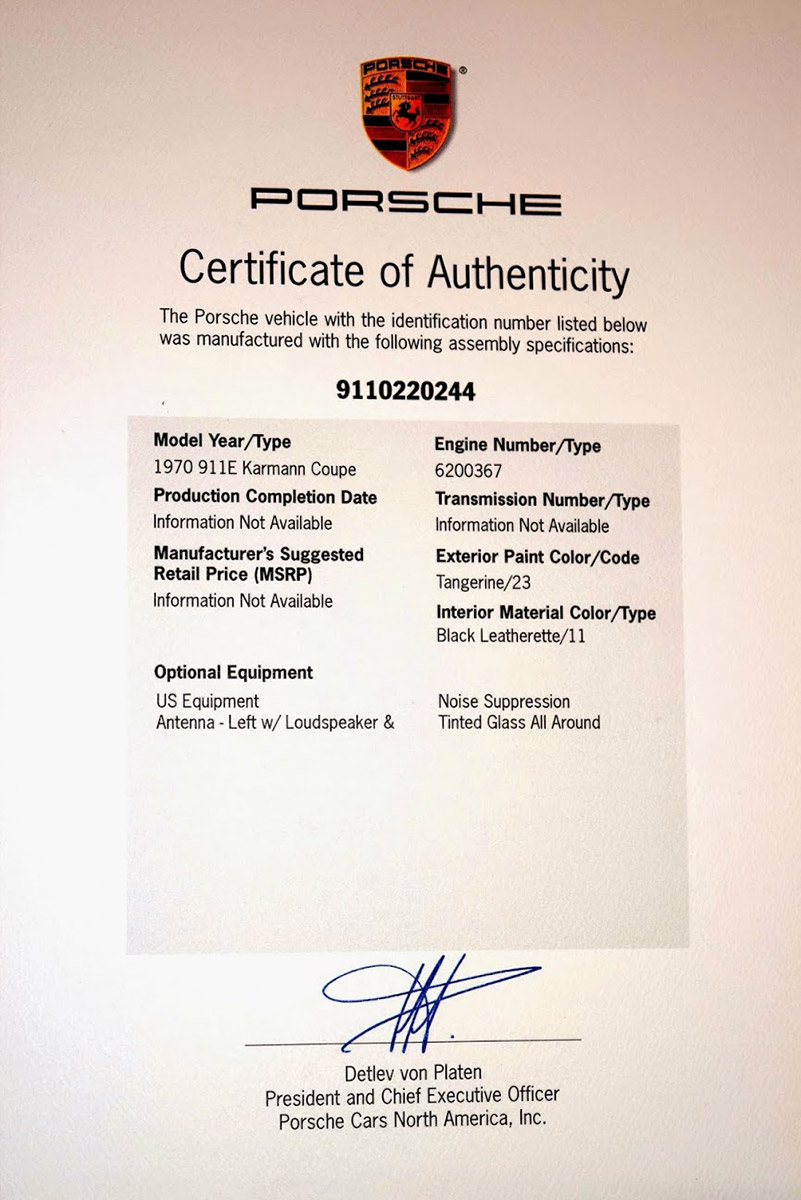 PORSCHE
STUTTGART
®
PORSCHE
Certificate of Authenticity
The Porsche vehicle with the identification number listed below
was manufactured with the following assembly specifications:
9110220244
Model Year/Type
1970 911E Karmann Coupe
Production Completion Date
Information Not Available
Manufacturer's Suggested
Retail Price (MSRP)
Information Not Available
Engine Number/Type
6200367
Transmission Number/Type
Information Not Available
Exterior Paint Color/Code
Tangerine/23
Interior Material Color/Type
Black Leatherette/11
Optional Equipment
US Equipment
Antenna - Left w/ Loudspeaker &
Noise Suppression
Tinted Glass All Around
Detlev von Platen
President and Chief Executive Officer
Porsche Cars North America, Inc.